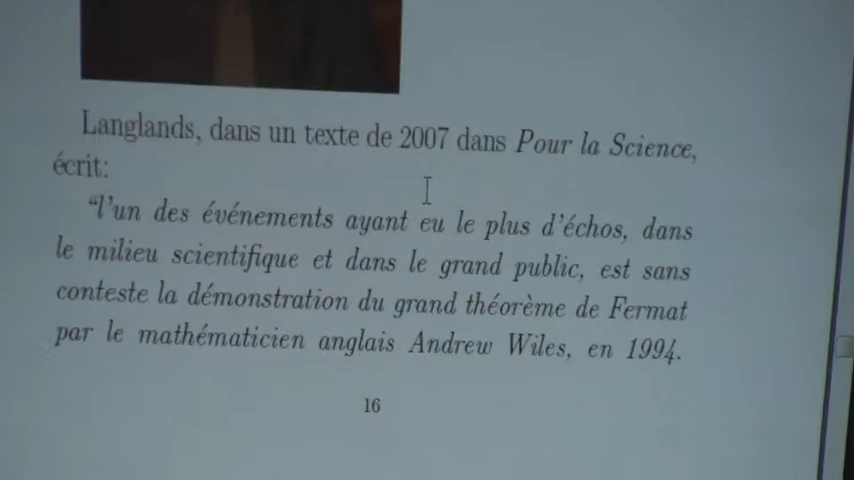 Langlands, dans un texte de 2007 dans Pour la Science,
écrit:
“l’un des événements ayant eu le plus d’échos, dans
le milieu scientifique et dans le grand public, est sans
conteste la démonstration du grand théorème de Fermat
par le mathématicien anglais Andrew Wiles, en 1994.
16